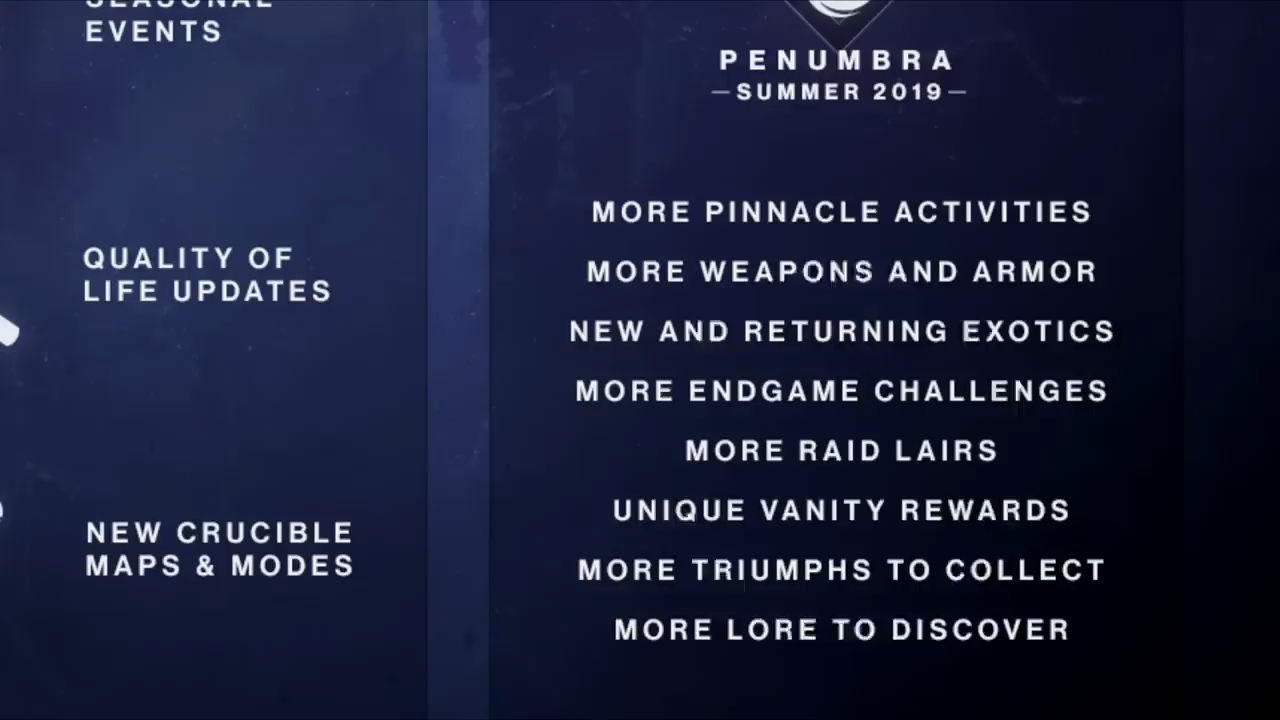 SEASONAL
EVENTS
QUALITY OF
LIFE UPDATES
NEW CRUCIBLE
MAPS & MODES
PENUMBRA
—SUMMER 2019—
MORE PINNACLE ACTIVITIES
MORE WEAPONS AND ARMOR
NEW AND RETURNING EXOTICS
MORE ENDGAME CHALLENGES
MORE RAID LAIRS
UNIQUE VANITY REWARDS
MORE TRIUMPHS TO COLLECT
MORE LORE TO DISCOVER